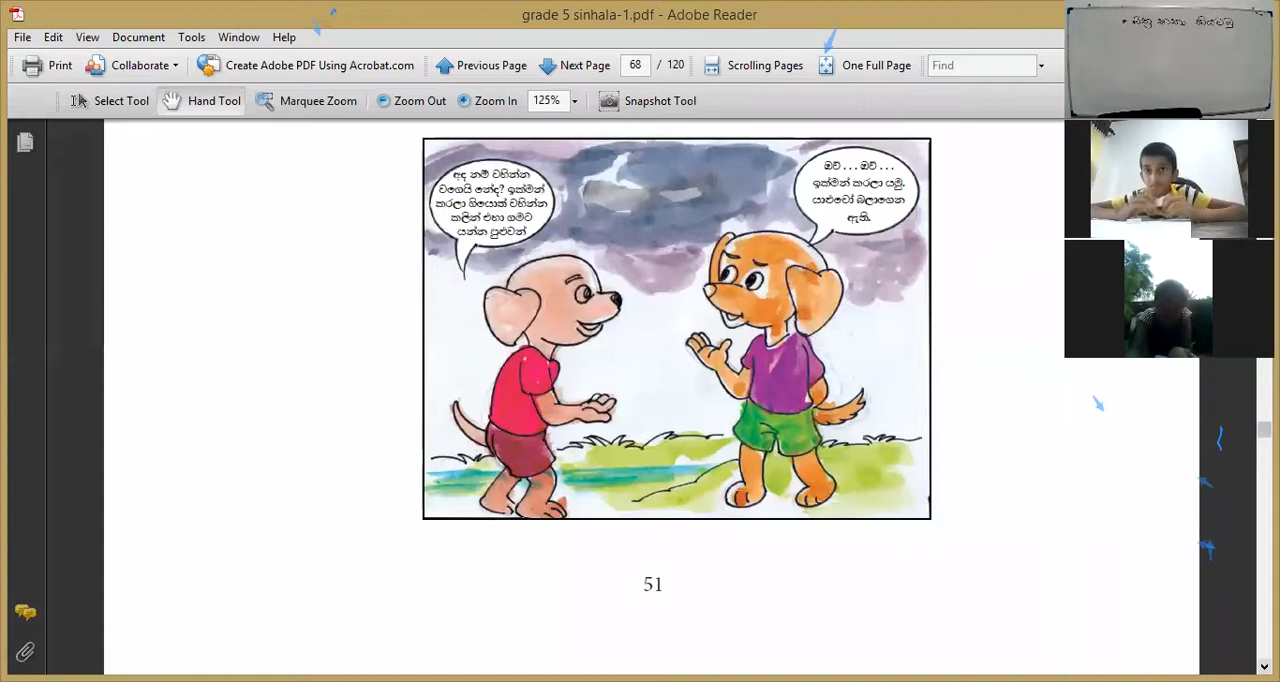 grade 5 sinhala-1.pdf - Adobe Reader
File Edit View Document Tools Window Help
Print Collaborate Create Adobe PDF Using Acrobat.com Previous Page Next Page 68 / 120 Scrolling Pages One Full Page Find
Select Tool Hand Tool Marquee Zoom Zoom Out Zoom In 125% Snapshot Tool
අද නම් වහින්න
වගෙයි නේද? ඉක්මන්
කරලා ගියොත් වහින්න
කලින් එහා ගමට
යන්න පුළුවන්
ඔව් . . . ඔව් . . .
ඉක්මන් කරලා යමු.
යාළුවෝ බලාගෙන
ඇති.
51
කියවමු